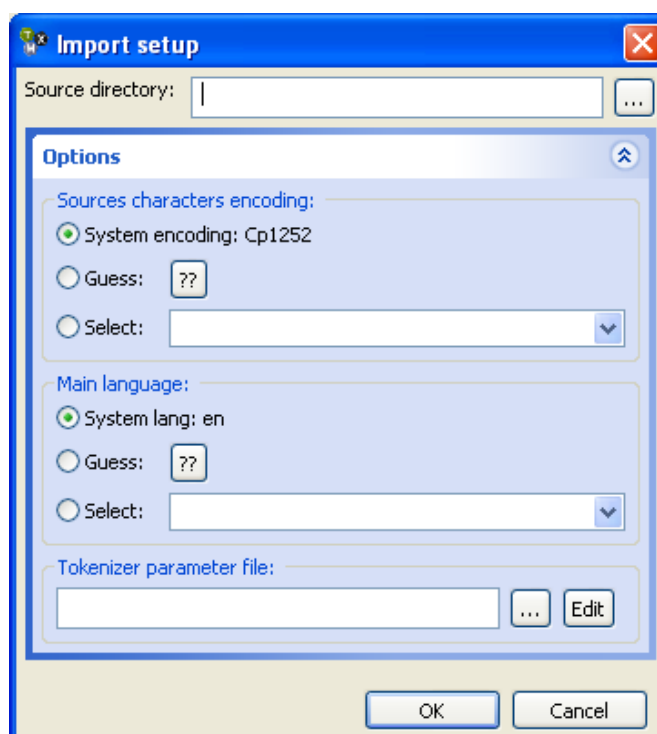 Import setup
Source directory:
...
Options
Sources characters encoding:
System encoding: Cp1252
Guess: ??
Select:
Main language:
System lang: en
Guess: ??
Select:
Tokenizer parameter file:
... Edit
OK Cancel